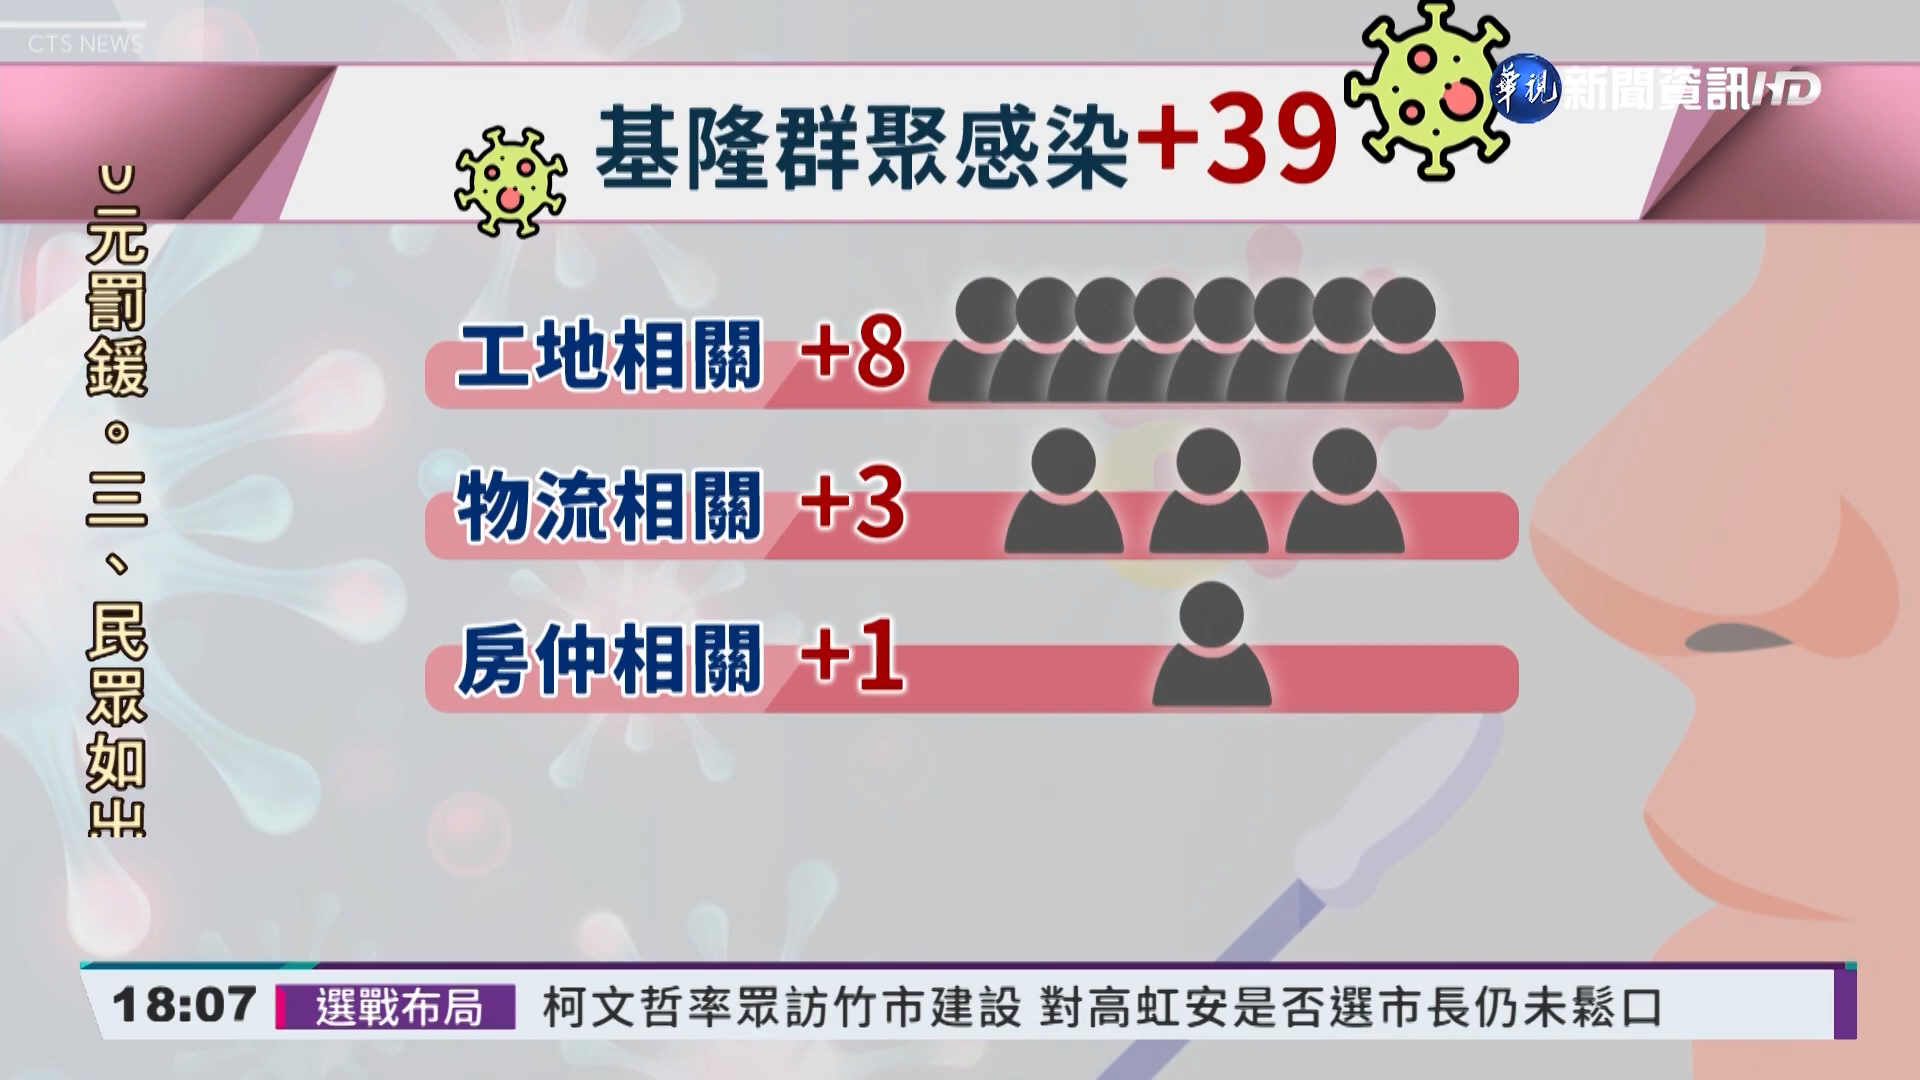 CTS NEWS
基隆群聚感染+39
華視新聞資訊HD
元罰鍰。三、民眾如出
工地相關 +8
物流相關 +3
房仲相關 +1
18:07 選戰布局 柯文哲率眾訪竹市建設 對高虹安是否選市長仍未鬆口